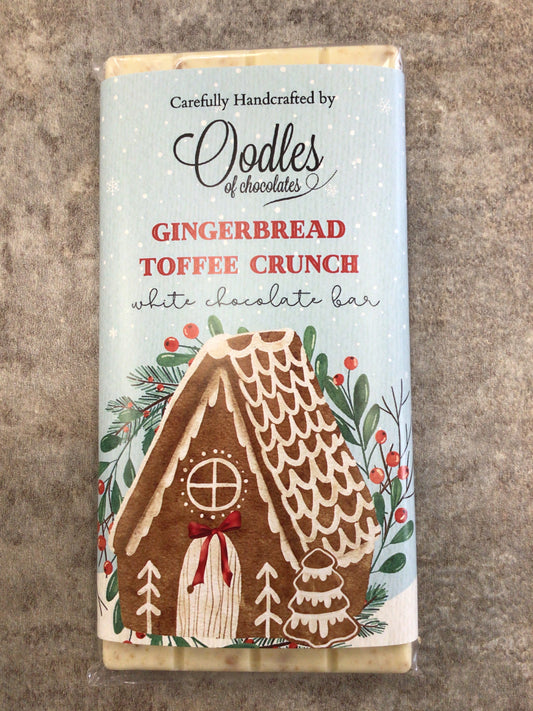 Carefully Handcrafted by
Oodles
of chocolates
GINGERBREAD
TOFFEE CRUNCH
white chocolate bar